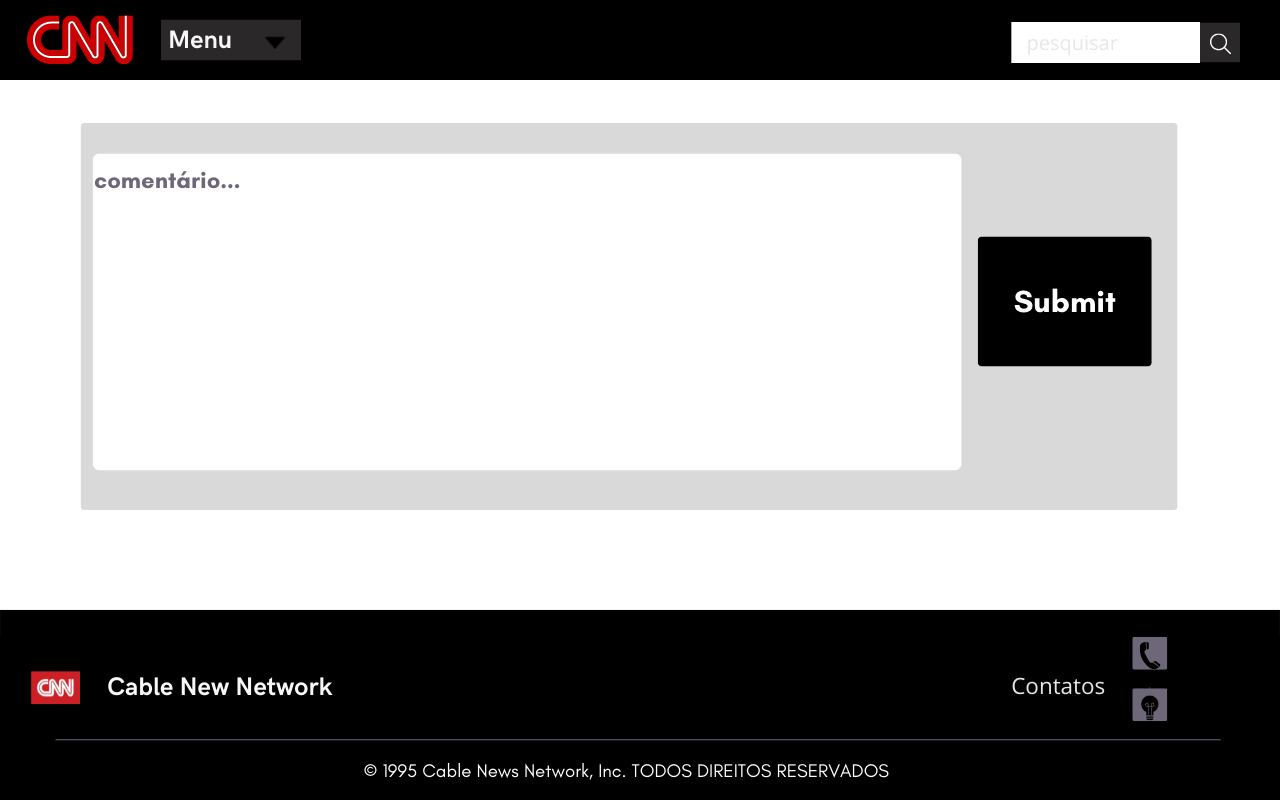 CNN
Menu
pesquisar
comentário...
Submit
CNN
Cable New Network
Contatos
© 1995 Cable News Network, Inc. TODOS DIREITOS RESERVADOS